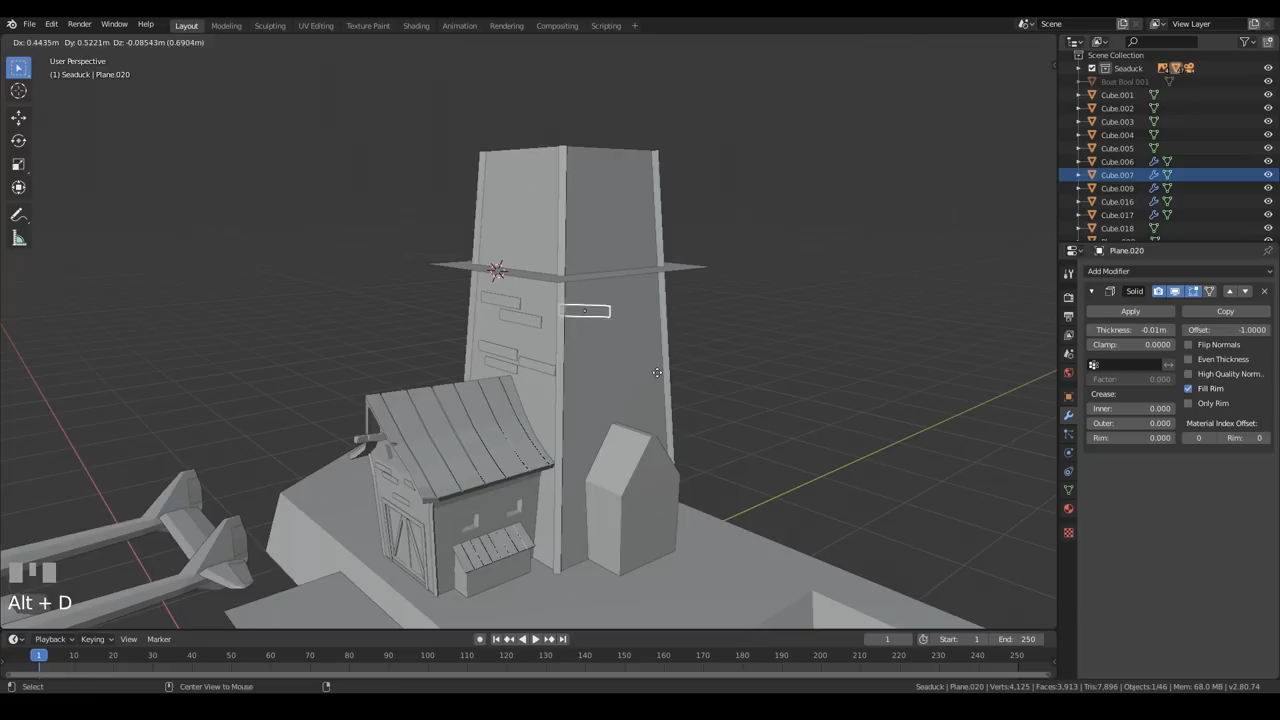 File Edit Render Window Help Layout Modeling Sculpting UV Editing Texture Paint Shading Animation Rendering Compositing Scripting + Scene View Layer
Dx: 0.4435m Dy: 0.5221m Dz: -0.08543m (0.6904m)
User Perspective
(1) Seaduck | Plane.020
Scene Collection
Seaduck
Boat Bool.001
Cube.001
Cube.002
Cube.003
Cube.004
Cube.005
Cube.006
Cube.007
Cube.009
Cube.016
Cube.017
Cube.018
Plane.020
Add Modifier
Solid
Apply Copy
Thickness: -0.01m Offset: -1.0000
Clamp: 0.0000 Flip Normals
Even Thickness
High Quality Norm..
Factor: 0.000 Fill Rim
Crease: Only Rim
Inner: 0.000
Outer: 0.000 Material Index Offset:
Rim: 0.000 0 Rim: 0
Alt + D
Playback Keying View Marker 1 Start: 1 End: 250
1 10 20 30 40 50 60 70 80 90 100 110 120 130 140 150 160 170 180 190 200 210 220 230 240 250
Select Center View to Mouse Seaduck | Plane.020 | Verts:4,125 | Faces:3,913 | Tris:7,896 | Objects:1/46 | Mem: 68.0 MB | v2.80.74